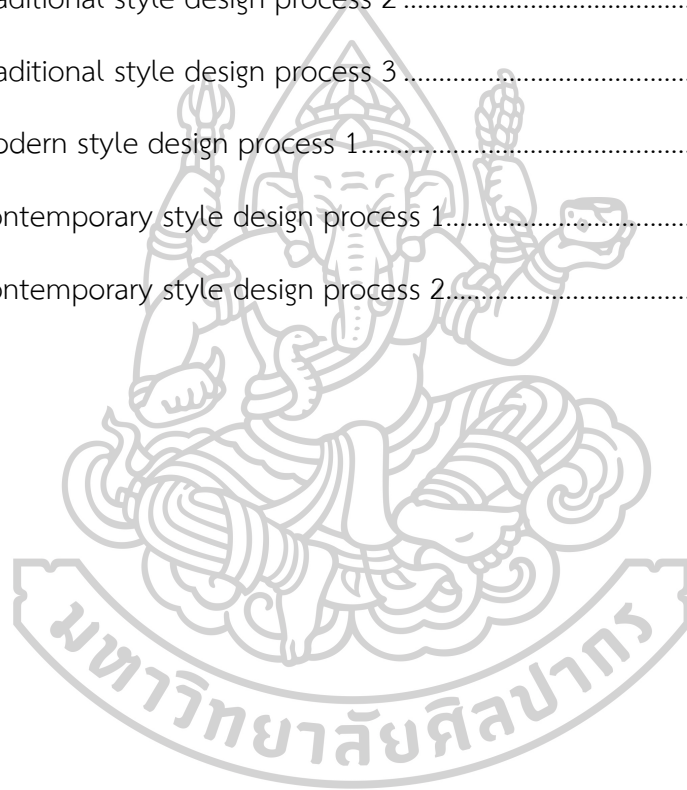 aditional style design process 2
aditional style design process 3
odern style design process 1
ontemporary style design process 1
ontemporary style design process 2
มหาวิทยาลัยศิลปากร